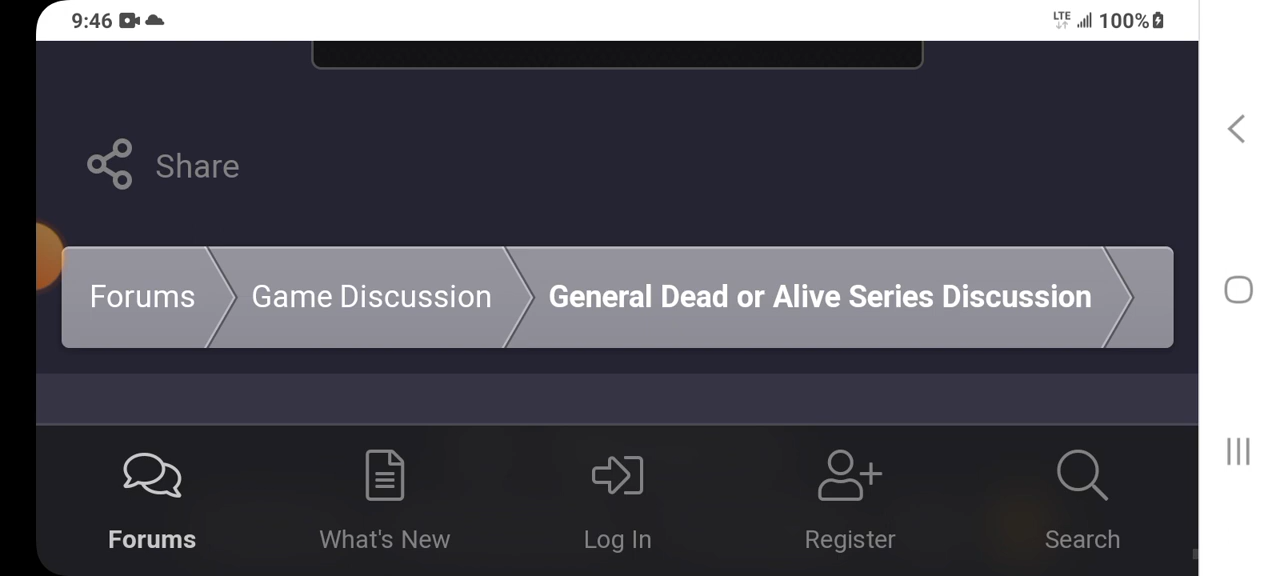 9:46 LTE 100%
Share
Forums Game Discussion General Dead or Alive Series Discussion
Forums What's New Log In Register Search